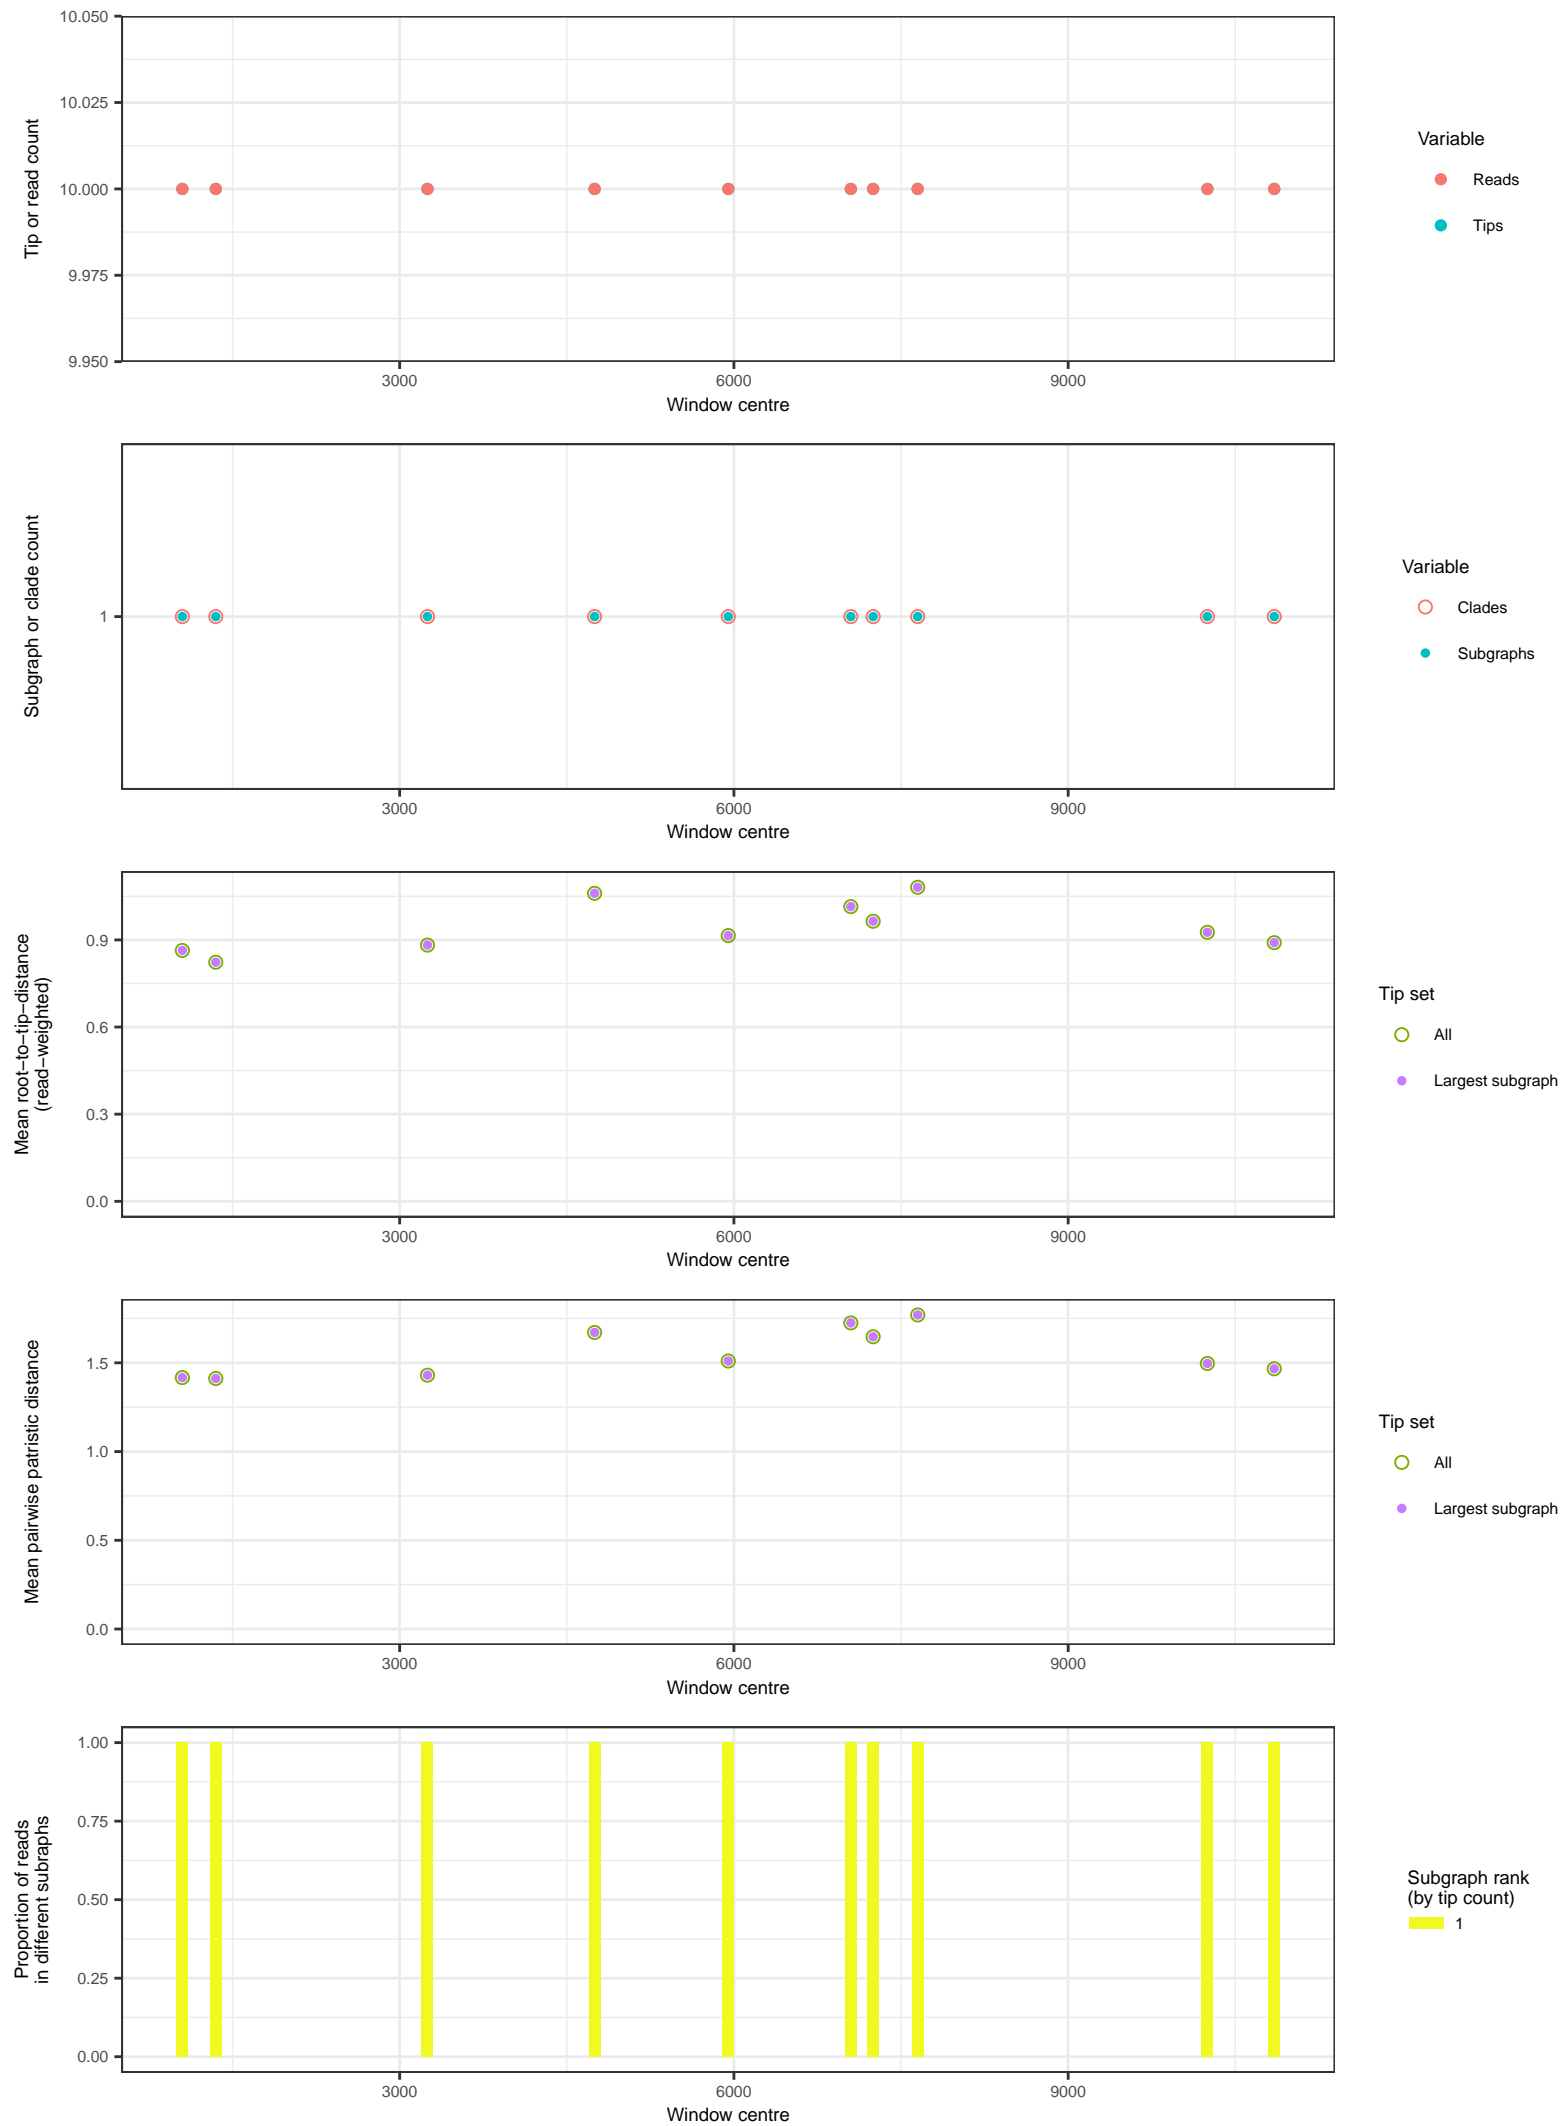 10.050
10.025
10.000
9.975
9.950
Tip or read count
3000 6000 9000
Window centre
Variable
Reads
Tips
1
Subgraph or clade count
3000 6000 9000
Window centre
Variable
Clades
Subgraphs
0.9
0.6
0.3
0.0
Mean root−to−tip−distance
(read−weighted)
3000 6000 9000
Window centre
Tip set
All
Largest subgraph
1.5
1.0
0.5
0.0
Mean pairwise patristic distance
3000 6000 9000
Window centre
Tip set
All
Largest subgraph
1.00
0.75
0.50
0.25
0.00
Proportion of reads
in different subraphs
3000 6000 9000
Window centre
Subgraph rank
(by tip count)
1